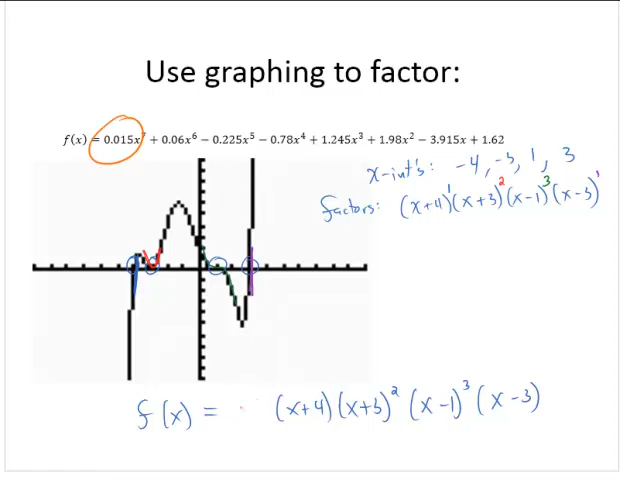 Use graphing to factor:
f(x) = 0.015x⁷ + 0.06x⁶ − 0.225x⁵ − 0.78x⁴ + 1.245x³ + 1.98x² − 3.915x + 1.62
x-int's: -4, -3, 1, 3
factors: (x+4)¹(x+3)²(x-1)³(x-3)¹
f(x) = (x+4)(x+3)²(x-1)³(x-3)